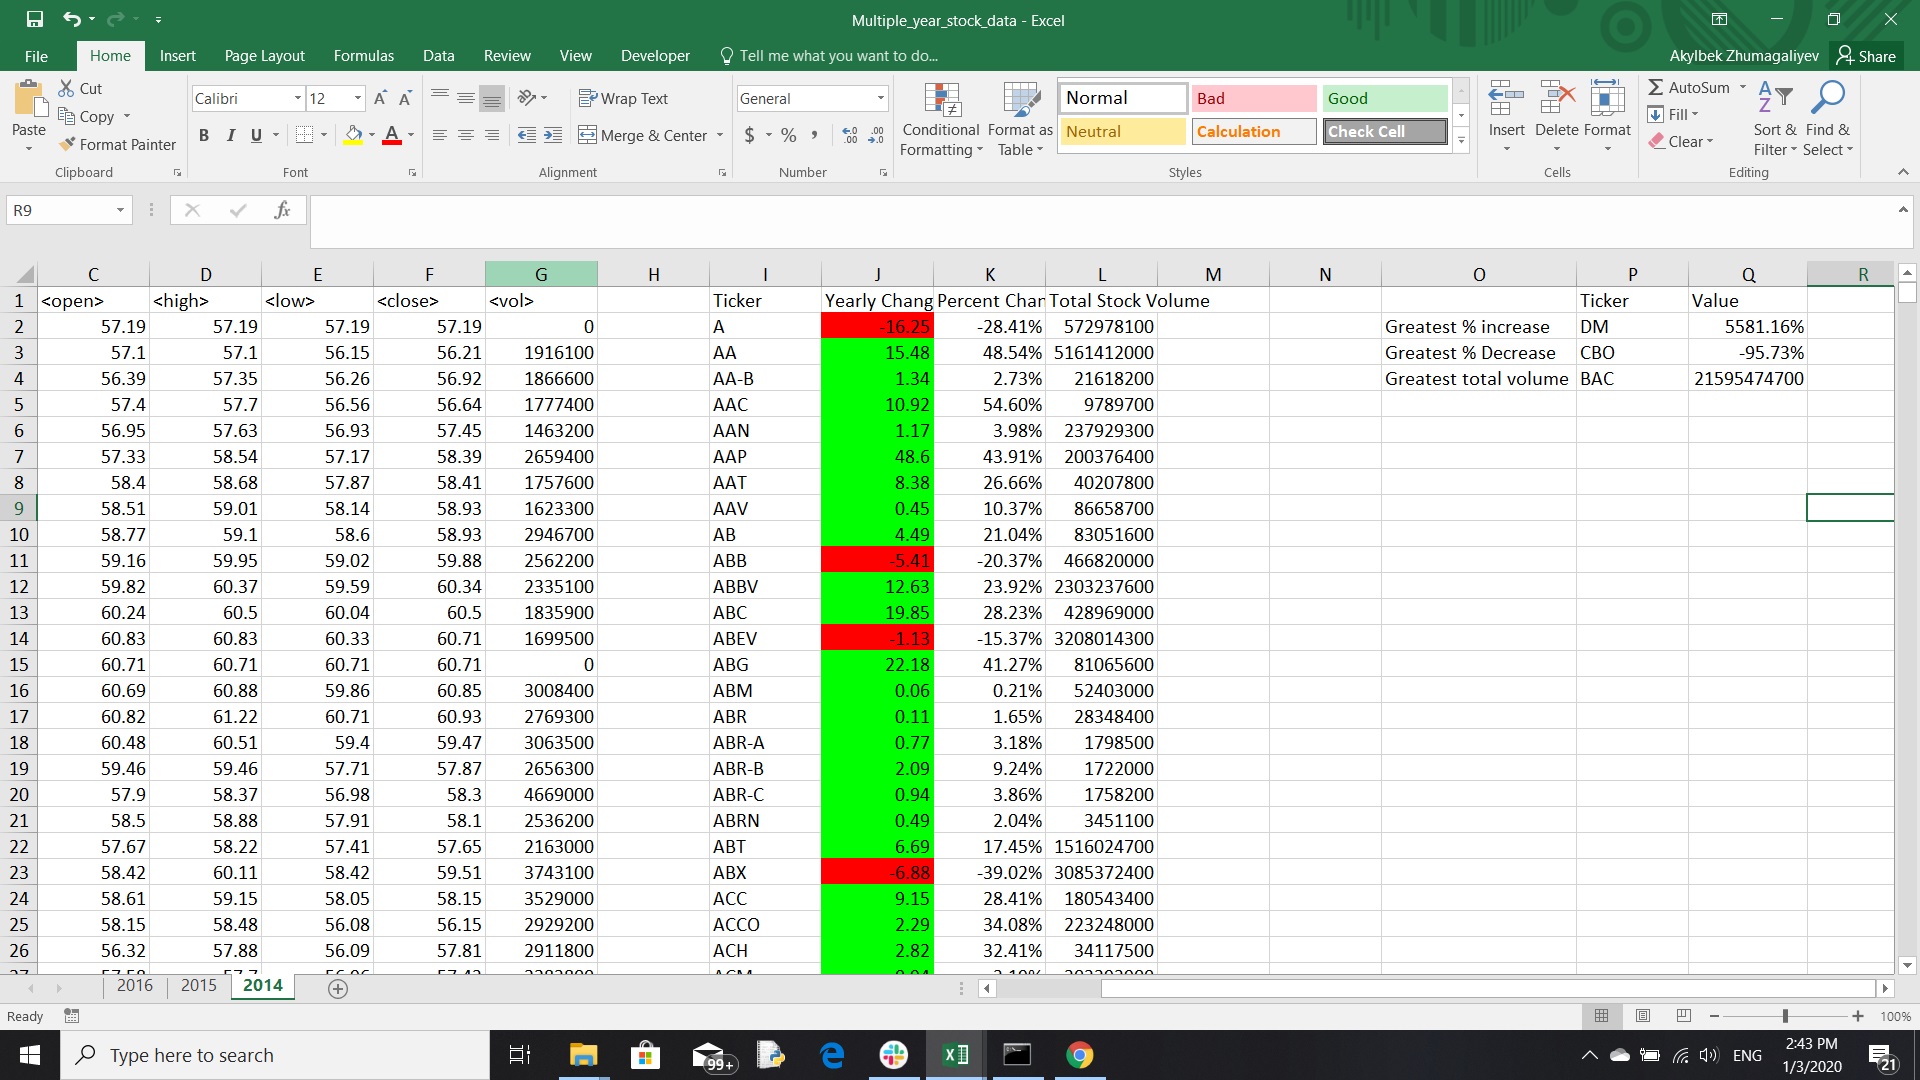 Multiple_year_stock_data - Excel
File Home Insert Page Layout Formulas Data Review View Developer Tell me what you want to do... Akylbek Zhumagaliyev Share
Paste Cut Copy Format Painter Clipboard
Calibri 12 A A B I U A Font
Wrap Text Merge & Center Alignment
General $ % , Number
Conditional Formatting Format as Table
Normal Bad Good
Neutral Calculation Check Cell
Styles
Insert Delete Format Cells
AutoSum Fill Clear Sort & Filter Find & Select Editing
R9 fx
C D E F G H I J K L M N O P Q R
1 <open> <high> <low> <close> <vol> Ticker Yearly Chang Percent Chan Total Stock Volume Ticker Value
2 57.19 57.19 57.19 57.19 0 A -16.25 -28.41% 572978100 Greatest % increase DM 5581.16%
3 57.1 57.1 56.15 56.21 1916100 AA 15.48 48.54% 5161412000 Greatest % Decrease CBO -95.73%
4 56.39 57.35 56.26 56.92 1866600 AA-B 1.34 2.73% 21618200 Greatest total volume BAC 21595474700
5 57.4 57.7 56.56 56.64 1777400 AAC 10.92 54.60% 9789700
6 56.95 57.63 56.93 57.45 1463200 AAN 1.17 3.98% 237929300
7 57.33 58.54 57.17 58.39 2659400 AAP 48.6 43.91% 200376400
8 58.4 58.68 57.87 58.41 1757600 AAT 8.38 26.66% 40207800
9 58.51 59.01 58.14 58.93 1623300 AAV 0.45 10.37% 86658700
10 58.77 59.1 58.6 58.93 2946700 AB 4.49 21.04% 83051600
11 59.16 59.95 59.02 59.88 2562200 ABB -5.41 -20.37% 466820000
12 59.82 60.37 59.59 60.34 2335100 ABBV 12.63 23.92% 2303237600
13 60.24 60.5 60.04 60.5 1835900 ABC 19.85 28.23% 428969000
14 60.83 60.83 60.33 60.71 1699500 ABEV -1.13 -15.37% 3208014300
15 60.71 60.71 60.71 60.71 0 ABG 22.18 41.27% 81065600
16 60.69 60.88 59.86 60.85 3008400 ABM 0.06 0.21% 52403000
17 60.82 61.22 60.71 60.93 2769300 ABR 0.11 1.65% 28348400
18 60.48 60.51 59.4 59.47 3063500 ABR-A 0.77 3.18% 1798500
19 59.46 59.46 57.71 57.87 2656300 ABR-B 2.09 9.24% 1722000
20 57.9 58.37 56.98 58.3 4669000 ABR-C 0.94 3.86% 1758200
21 58.5 58.88 57.91 58.1 2536200 ABRN 0.49 2.04% 3451100
22 57.67 58.22 57.41 57.65 2163000 ABT 6.69 17.45% 1516024700
23 58.42 60.11 58.42 59.51 3743100 ABX -6.88 -39.02% 3085372400
24 58.61 59.15 58.05 58.15 3529000 ACC 9.15 28.41% 180543400
25 58.15 58.48 56.08 56.15 2929200 ACCO 2.29 34.08% 223248000
26 56.32 57.88 56.09 57.81 2911800 ACH 2.82 32.41% 34117500
2016 2015 2014
Ready 100%
Type here to search 99+ ENG 2:43 PM
1/3/2020 21